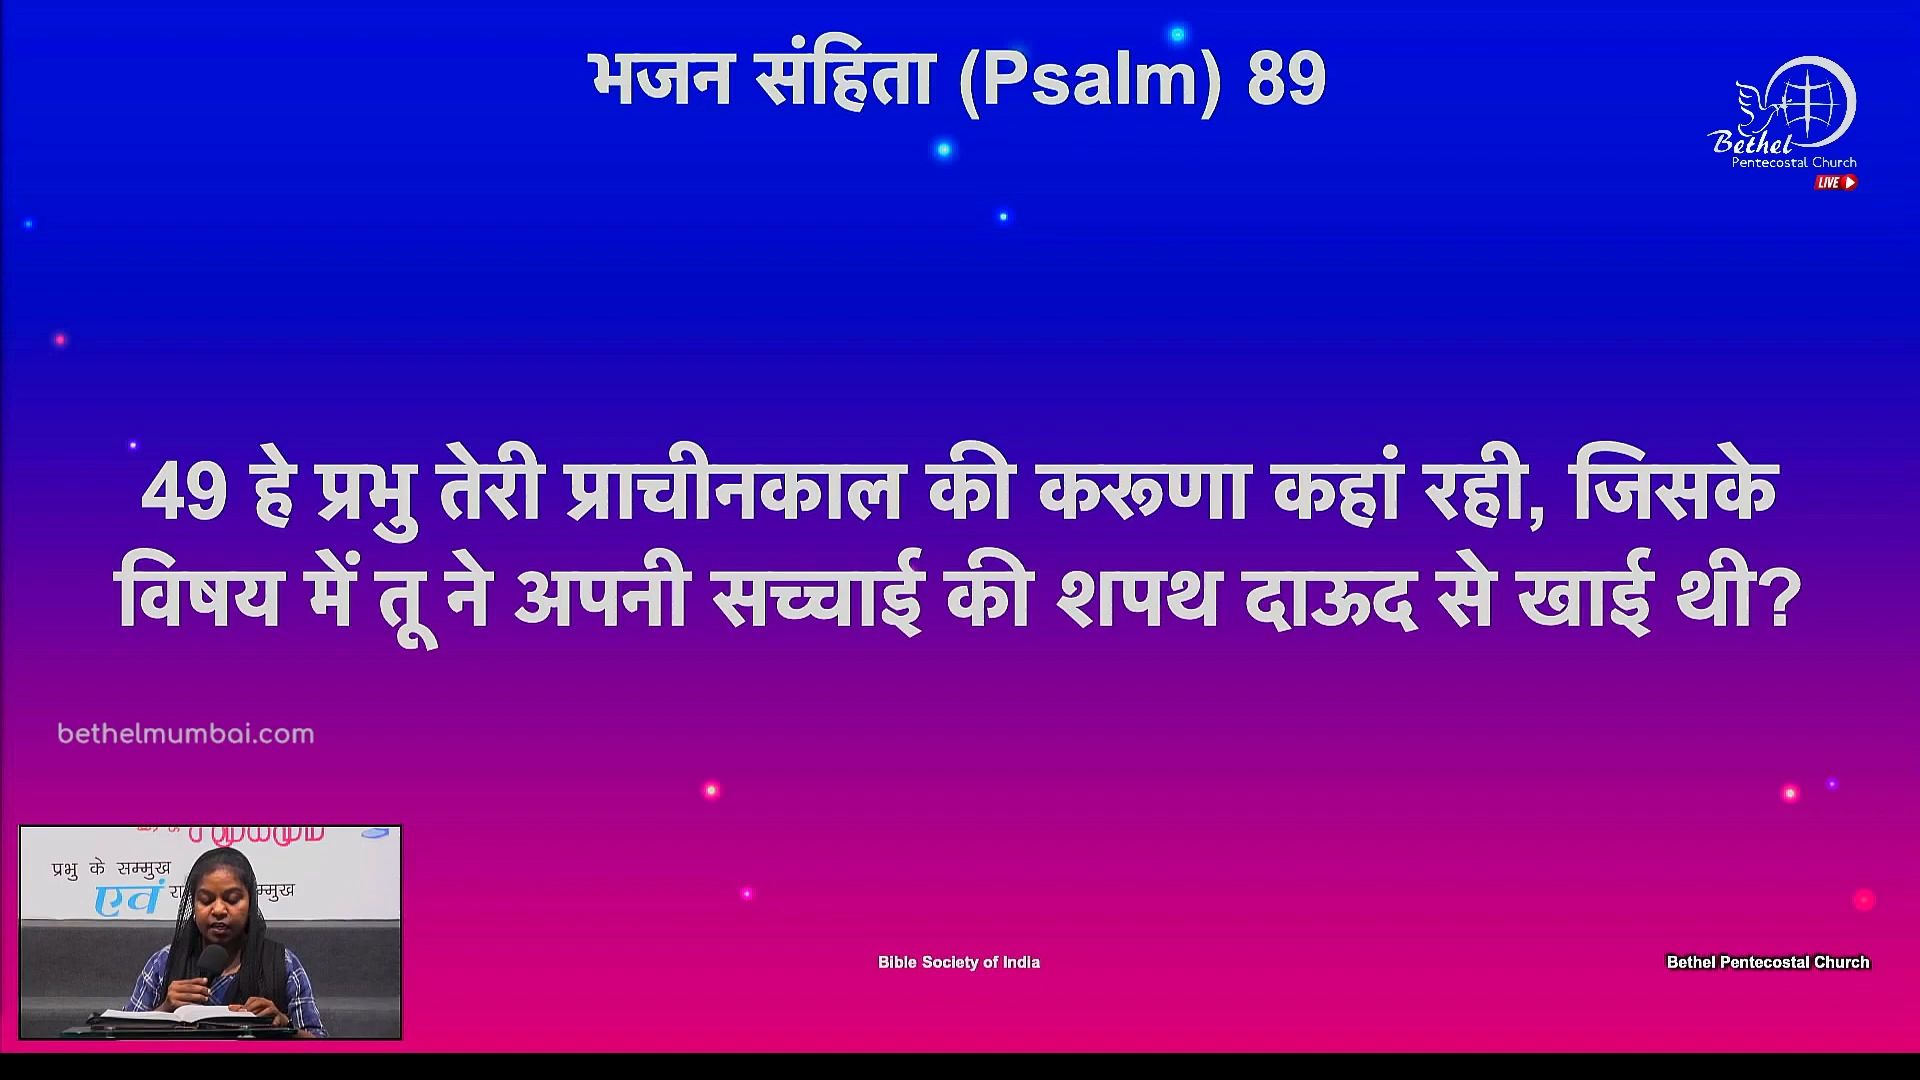 भजन संहिता (Psalm) 89
Bethel
Pentecostal Church
LIVE
49 हे प्रभु तेरी प्राचीनकाल की करूणा कहां रही, जिसके
विषय में तू ने अपनी सच्चाई की शपथ दाऊद से खाई थी?
bethelmumbai.com
प्रभु के सम्मुख
एवं
Bible Society of India
Bethel Pentecostal Church